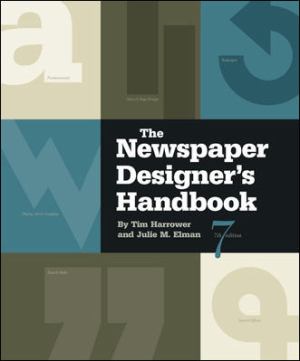 The
Newspaper
Designer's
Handbook
By Tim Harrower
and Julie M. Elman
7
7th edition